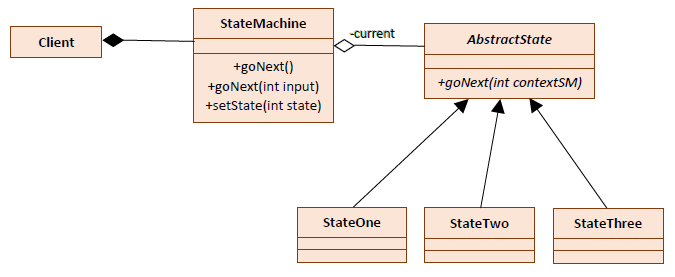 StateMachine
Client
-current
AbstractState
+goNext()
+goNext(int input)
+setState(int state)
+goNext(int contextSM)
StateOne
StateTwo
StateThree